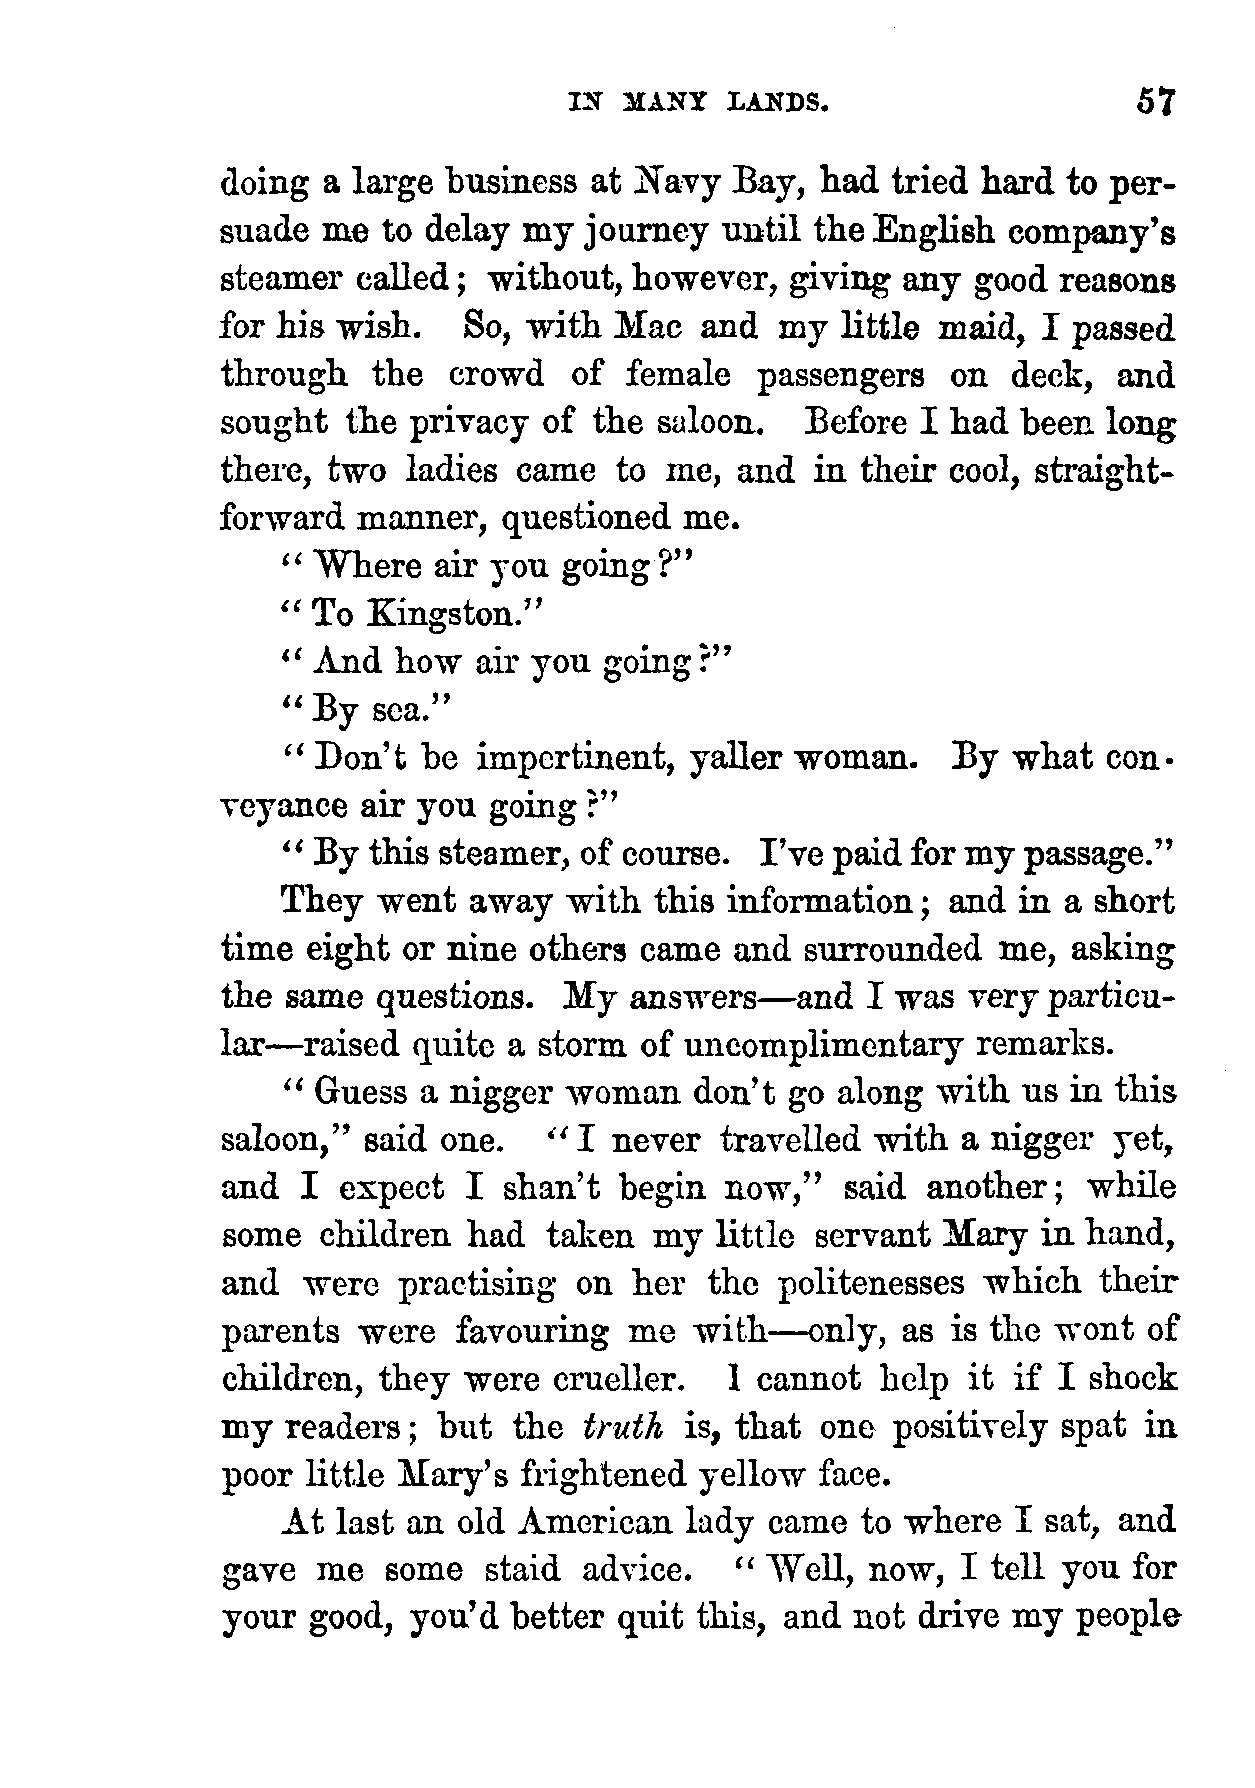 IN MANY LANDS. 57
doing a large business at Navy Bay, had tried hard to per-
suade me to delay my journey until the English company's
steamer called; without, however, giving any good reasons
for his wish. So, with Mac and my little maid, I passed
through the crowd of female passengers on deck, and
sought the privacy of the saloon. Before I had been long
there, two ladies came to me, and in their cool, straight-
forward manner, questioned me.
"Where air you going?"
"To Kingston."
"And how air you going?"
"By sea."
"Don't be impertinent, yaller woman. By what con-
veyance air you going?"
"By this steamer, of course. I've paid for my passage."
They went away with this information; and in a short
time eight or nine others came and surrounded me, asking
the same questions. My answers—and I was very particu-
lar—raised quite a storm of uncomplimentary remarks.
"Guess a nigger woman don't go along with us in this
saloon," said one. "I never travelled with a nigger yet,
and I expect I shan't begin now," said another; while
some children had taken my little servant Mary in hand,
and were practising on her the politenesses which their
parents were favouring me with—only, as is the wont of
children, they were crueller. I cannot help it if I shock
my readers; but the truth is, that one positively spat in
poor little Mary's frightened yellow face.
At last an old American lady came to where I sat, and
gave me some staid advice. "Well, now, I tell you for
your good, you'd better quit this, and not drive my people